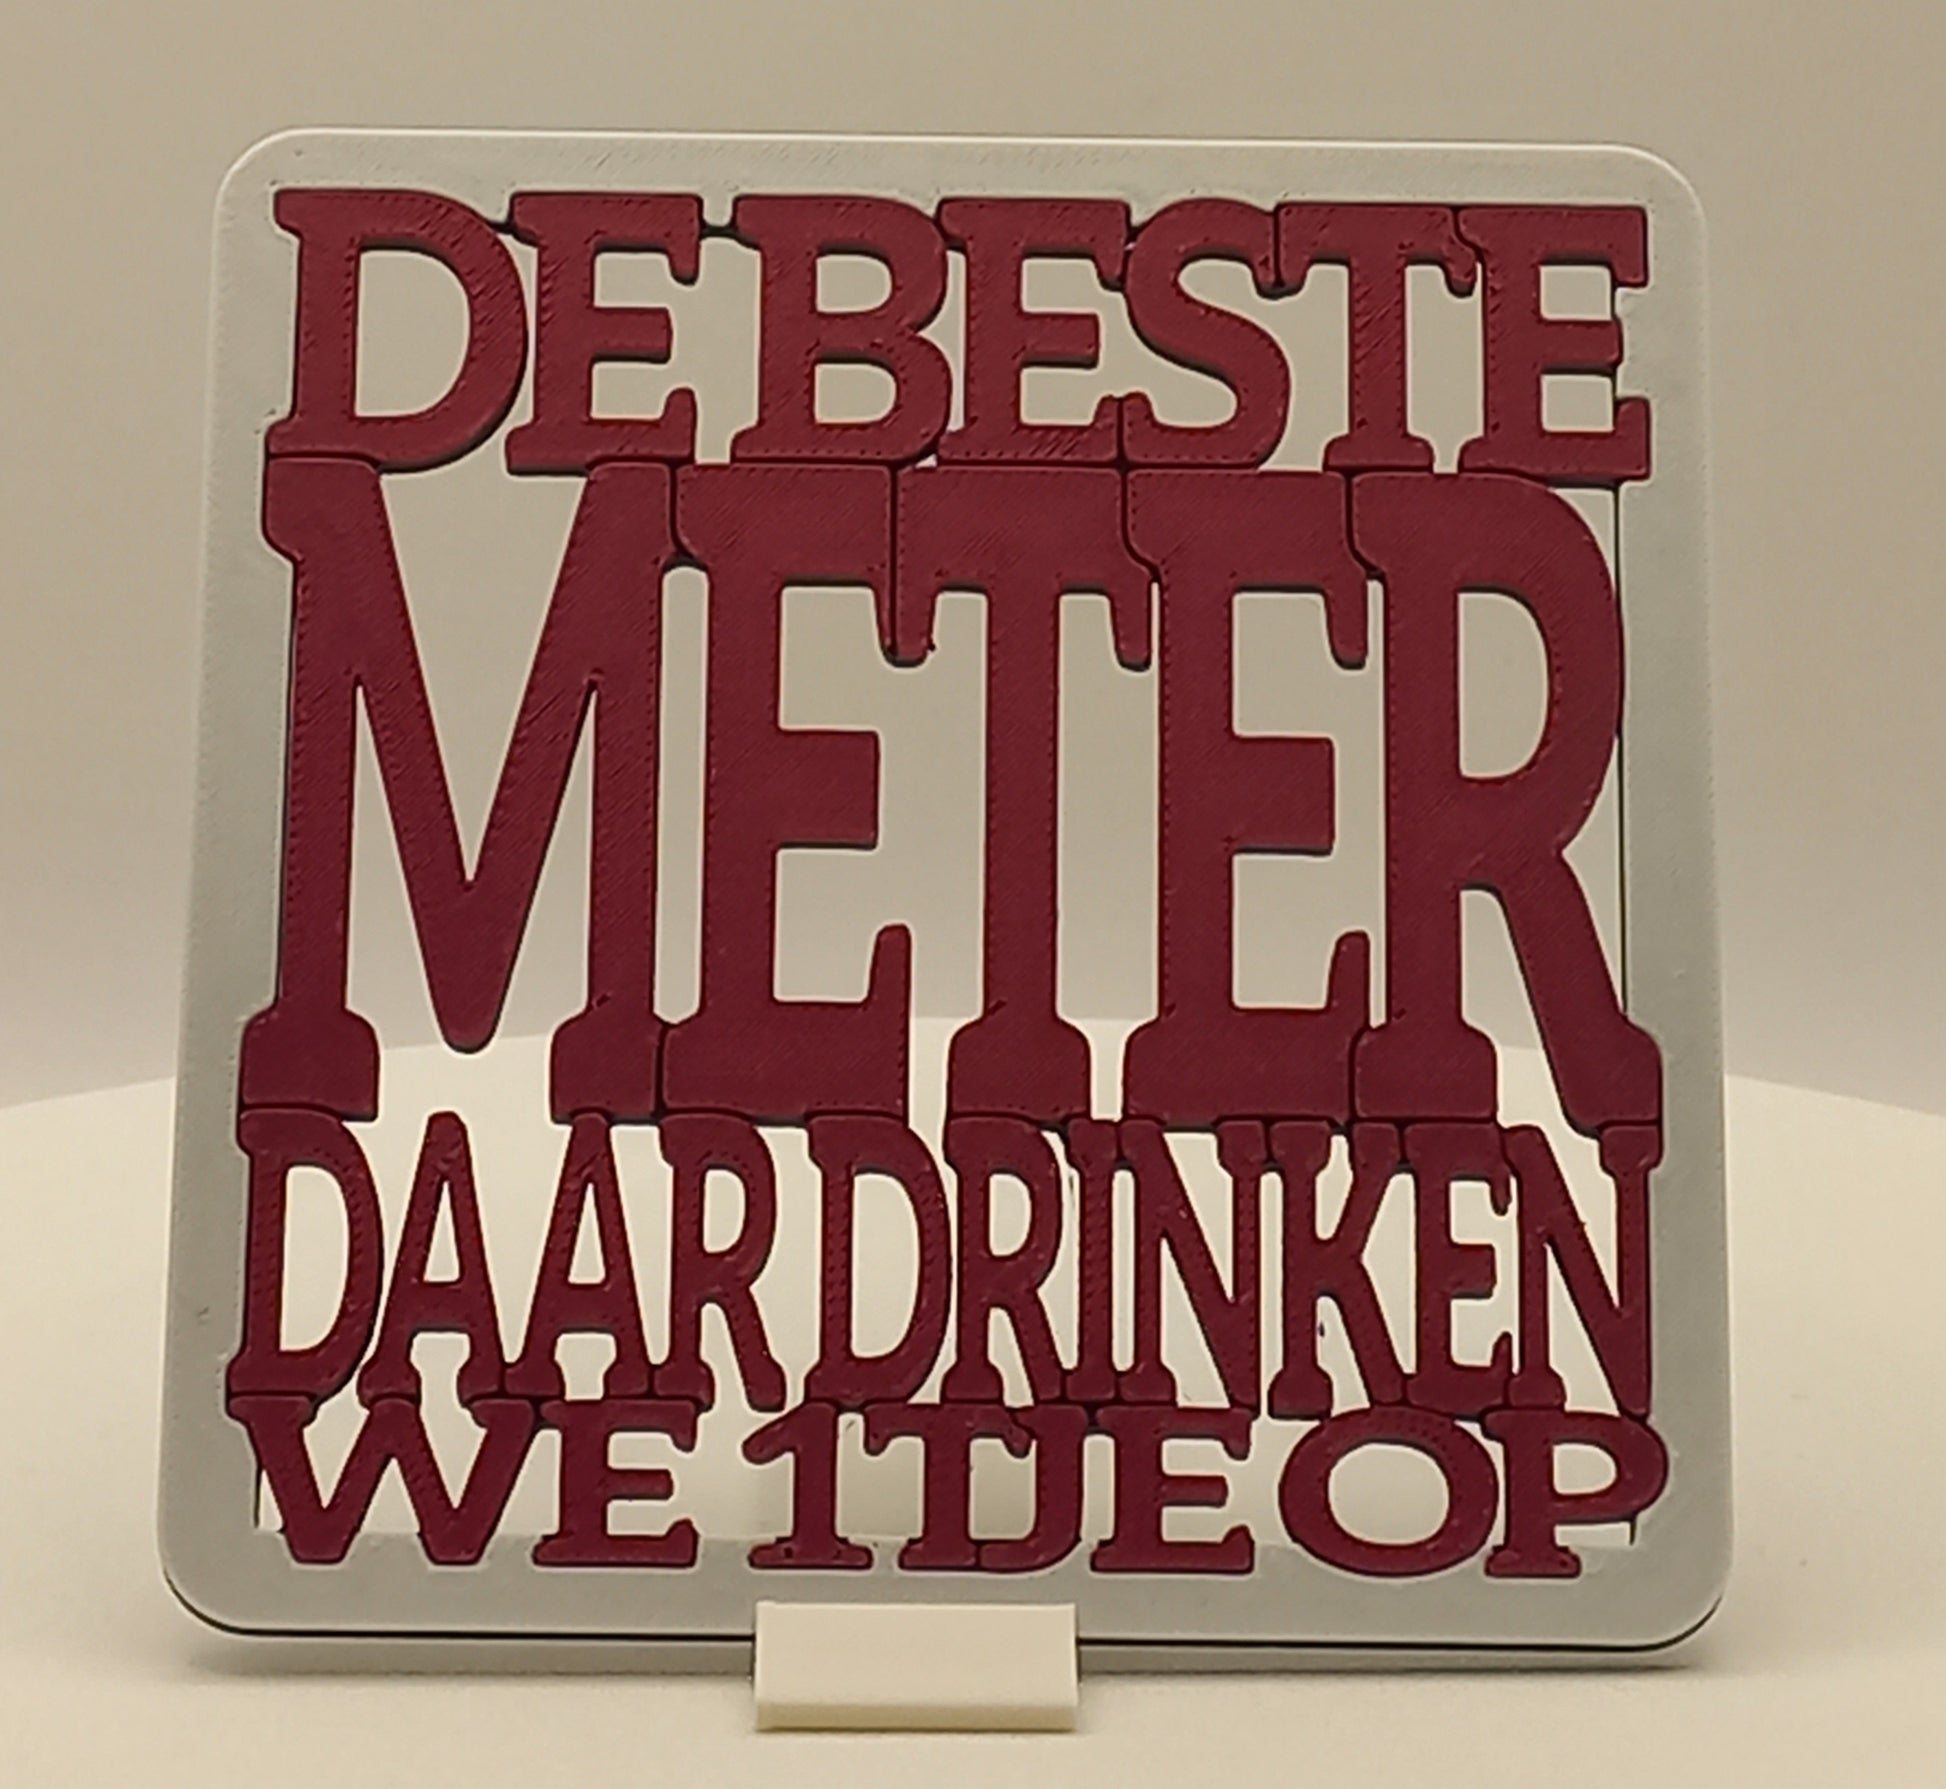 DE BESTE
METER
DAAR DRINKEN
WE 1TJE OP